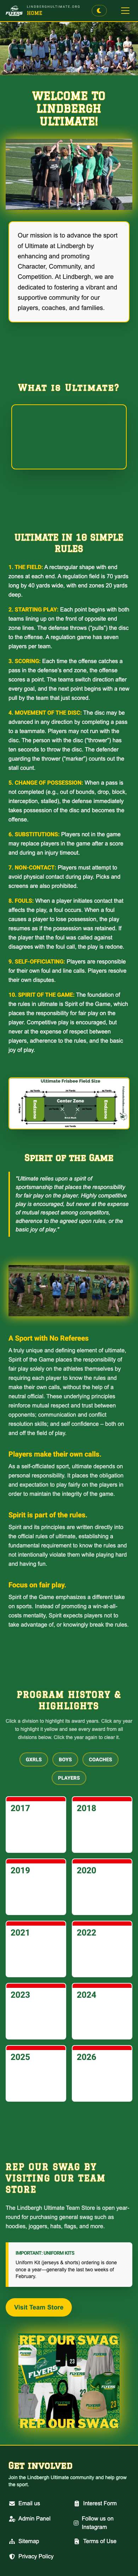 FLYERS
LINDBERGHULTIMATE.ORG
HOME
WELCOME TO
LINDBERGH
ULTIMATE!
Our mission is to advance the sport
of Ultimate at Lindbergh by
enhancing and promoting
Character, Community, and
Competition. At Lindbergh, we are
dedicated to fostering a vibrant and
supportive community for our
players, coaches, and families.
What is Ultimate?
ULTIMATE IN 10 SIMPLE
RULES
1. THE FIELD: A rectangular shape with end
zones at each end. A regulation field is 70 yards
long by 40 yards wide, with end zones 20 yards
deep.
2. STARTING PLAY: Each point begins with both
teams lining up on the front of opposite end
zone lines. The defense throws ("pulls") the disc
to the offense. A regulation game has seven
players per team.
3. SCORING: Each time the offense catches a
pass in the defense's end zone, the offense
scores a point. The teams switch direction after
every goal, and the next point begins with a new
pull by the team that just scored.
4. MOVEMENT OF THE DISC: The disc may be
advanced in any direction by completing a pass
to a teammate. Players may not run with the
disc. The person with the disc ("thrower") has
ten seconds to throw the disc. The defender
guarding the thrower ("marker") counts out the
stall count.
5. CHANGE OF POSSESSION: When a pass is
not completed (e.g., out of bounds, drop, block,
interception, stalled), the defense immediately
takes possession of the disc and becomes the
offense.
6. SUBSTITUTIONS: Players not in the game
may replace players in the game after a score
and during an injury timeout.
7. NON-CONTACT: Players must attempt to
avoid physical contact during play. Picks and
screens are also prohibited.
8. FOULS: When a player initiates contact that
affects the play, a foul occurs. When a foul
causes a player to lose possession, the play
resumes as if the possession was retained. If
the player that the foul was called against
disagrees with the foul call, the play is redone.
9. SELF-OFFICIATING: Players are responsible
for their own foul and line calls. Players resolve
their own disputes.
10. SPIRIT OF THE GAME: The foundation of
the rules in ultimate is Spirit of the Game, which
places the responsibility for fair play on the
player. Competitive play is encouraged, but
never at the expense of respect between
players, adherence to the rules, and the basic
joy of play.
Ultimate Frisbee Field Size
Endzone
Center Zone
Endzone
Spirit of the Game
"Ultimate relies upon a spirit of
sportsmanship that places the responsibility
for fair play on the player. Highly competitive
play is encouraged, but never at the expense
of mutual respect among competitors,
adherence to the agreed upon rules, or the
basic joy of play."
A Sport with No Referees
A truly unique and defining element of ultimate,
Spirit of the Game places the responsibility of
fair play solely on the athletes themselves by
requiring each player to know the rules and
make their own calls, without the help of a
neutral official. These underlying principles
reinforce mutual respect and trust between
opponents; communication and conflict
resolution skills; and self confidence – both on
and off the field of play.
Players make their own calls.
As a self-officiated sport, ultimate depends on
personal responsibility. It places the obligation
and expectation to play fairly on the players in
order to maintain the integrity of the game.
Spirit is part of the rules.
Spirit and its principles are written directly into
the official rules of ultimate, establishing a
fundamental requirement to know the rules and
not intentionally violate them while playing hard
and having fun.
Focus on fair play.
Spirit of the Game emphasizes a different take
on sports. Instead of promoting a win-at-all-
costs mentality, Spirit expects players not to
take advantage of, or knowingly break the rules.
PROGRAM HISTORY &
HIGHLIGHTS
Click a division to highlight its award years. Click any year
to highlight it yellow and see every award from all
divisions below. Click the year again to clear it.
GIRLS
BOYS
COACHES
PLAYERS
2017
2018
2019
2020
2021
2022
2023
2024
2025
2026
REP OUR SWAG BY
VISITING OUR TEAM
STORE
The Lindbergh Ultimate Team Store is open year-
round for purchasing general swag such as
hoodies, joggers, hats, flags, and more.
IMPORTANT: UNIFORM KITS
Uniform Kit (jerseys & shorts) ordering is done
once a year—generally the last two weeks of
February.
Visit Team Store
REP OUR SWAG
FLYERS
23
REP OUR SWAG
Get Involved
Join the Lindbergh Ultimate community and help grow
the sport.
Email us
Interest Form
Admin Panel
Follow us on
Instagram
Sitemap
Terms of Use
Privacy Policy